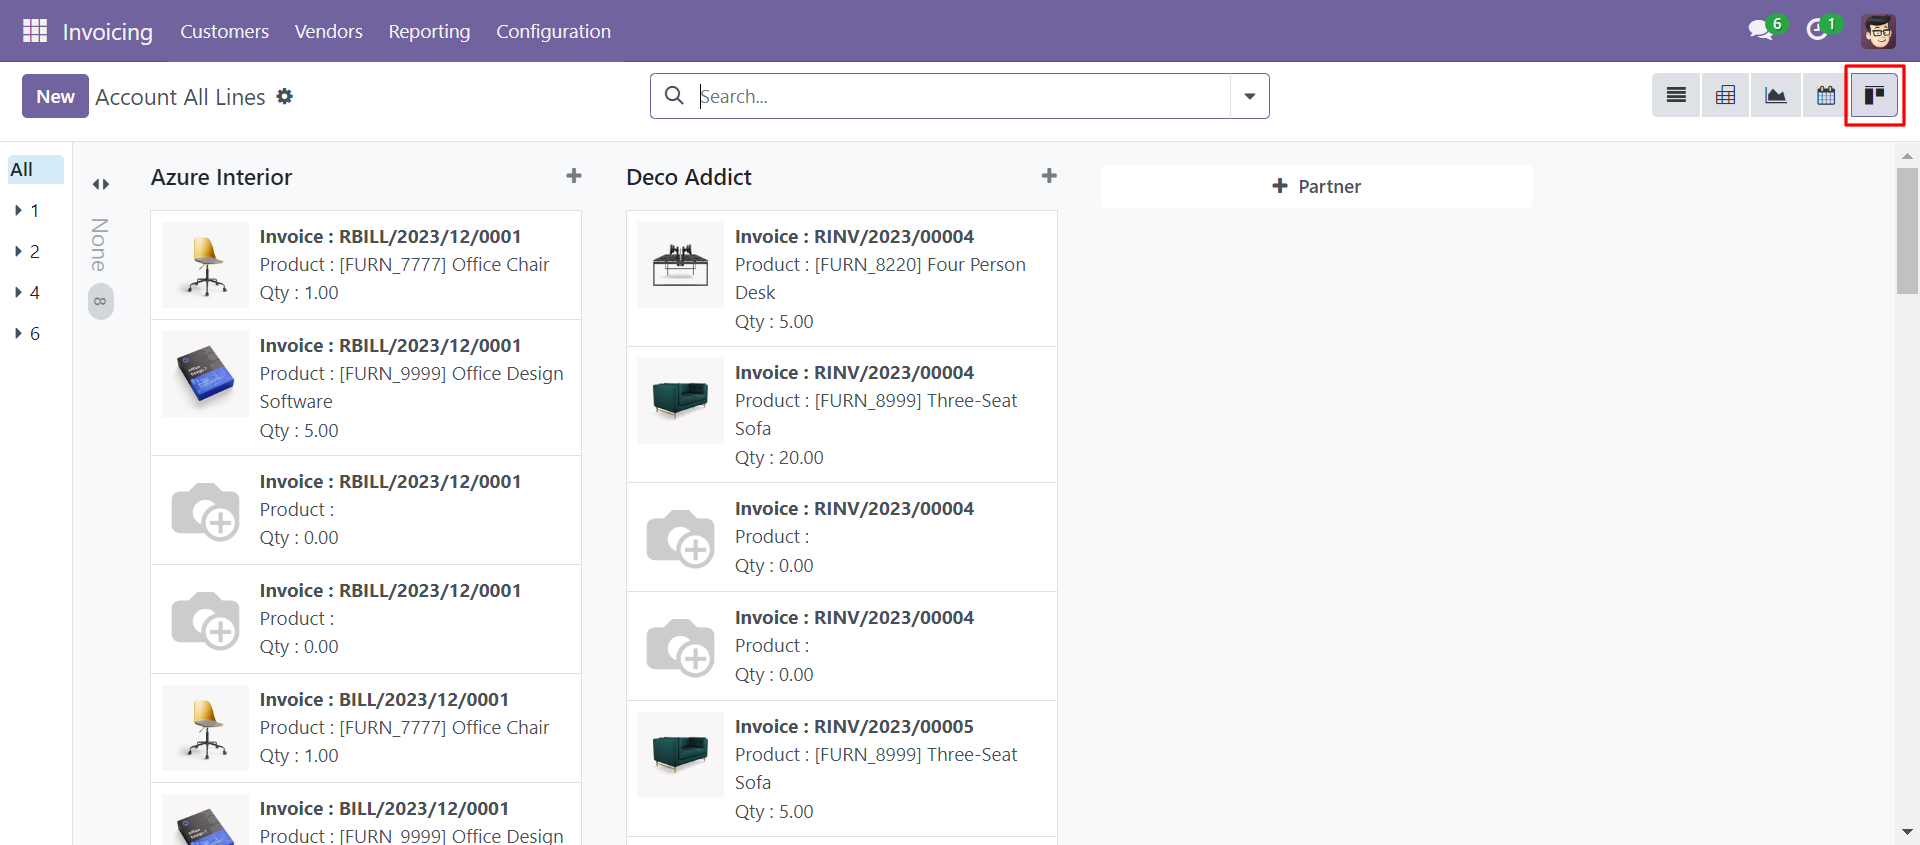 Invoicing Customers Vendors Reporting Configuration 6 1
New Account All Lines Search...
All
1
2
4
6
None
8
Azure Interior
Invoice : RBILL/2023/12/0001
Product : [FURN_7777] Office Chair
Qty : 1.00
Invoice : RBILL/2023/12/0001
Product : [FURN_9999] Office Design
Software
Qty : 5.00
Invoice : RBILL/2023/12/0001
Product :
Qty : 0.00
Invoice : RBILL/2023/12/0001
Product :
Qty : 0.00
Invoice : BILL/2023/12/0001
Product : [FURN_7777] Office Chair
Qty : 1.00
Invoice : BILL/2023/12/0001
Product : [FURN_9999] Office Design
Deco Addict
Invoice : RINV/2023/00004
Product : [FURN_8220] Four Person
Desk
Qty : 5.00
Invoice : RINV/2023/00004
Product : [FURN_8999] Three-Seat
Sofa
Qty : 20.00
Invoice : RINV/2023/00004
Product :
Qty : 0.00
Invoice : RINV/2023/00004
Product :
Qty : 0.00
Invoice : RINV/2023/00005
Product : [FURN_8999] Three-Seat
Sofa
Qty : 5.00
Partner